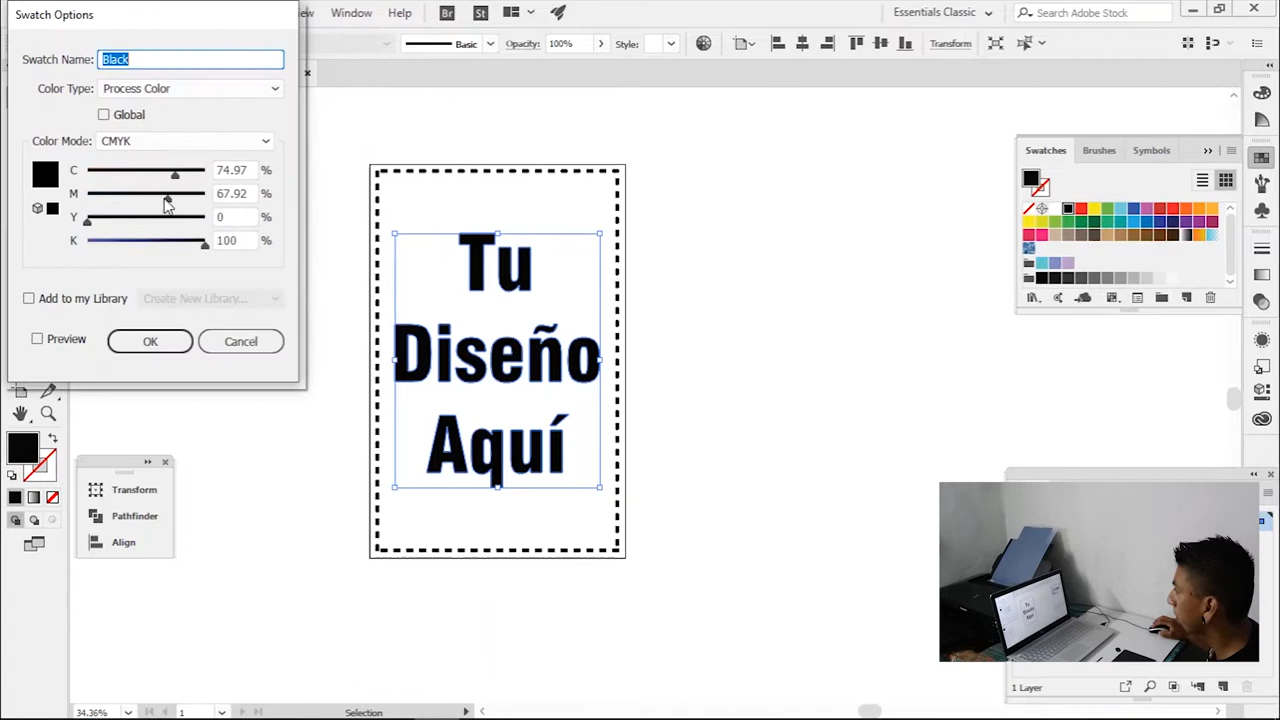 Swatch Options
Window Help Br St Essentials Classic Search Adobe Stock
Basic Opacity: 100% Style: Transform
Swatch Name: Black
Color Type: Process Color
Global
Color Mode: CMYK
C 74.97 %
M 67.92 %
Y 0 %
K 100 %
Add to my Library Create New Library...
Preview OK Cancel
Swatches Brushes Symbols
Tu
Diseño
Aquí
Transform
Pathfinder
Align
1 Layer
34.36% 1 Selection